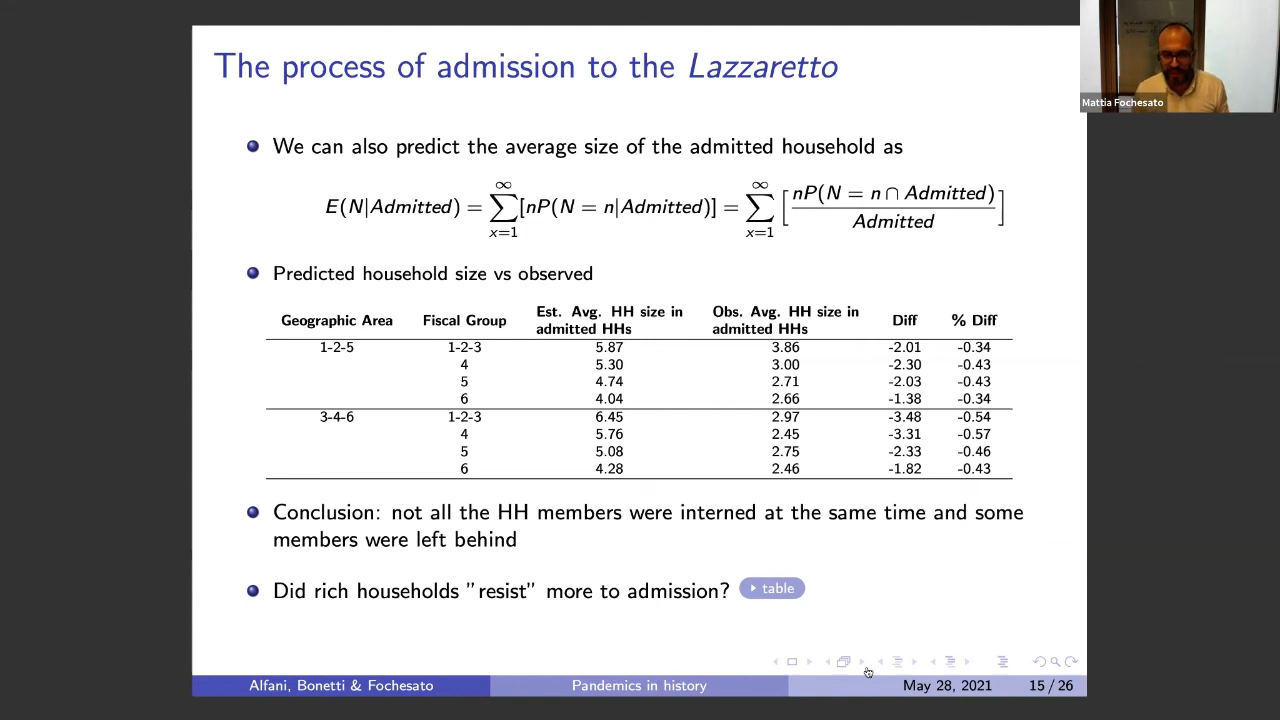 The process of admission to the Lazzaretto
Mattia Fochesato
We can also predict the average size of the admitted household as
E(N|Admitted) = ∑_{x=1}^{∞} [nP(N = n|Admitted)] = ∑_{x=1}^{∞} [nP(N = n ∩ Admitted) / Admitted]
Predicted household size vs observed
Geographic Area Fiscal Group Est. Avg. HH size in admitted HHs Obs. Avg. HH size in admitted HHs Diff % Diff
1-2-5 1-2-3 5.87 3.86 -2.01 -0.34
4 5.30 3.00 -2.30 -0.43
5 4.74 2.71 -2.03 -0.43
6 4.04 2.66 -1.38 -0.34
3-4-6 1-2-3 6.45 2.97 -3.48 -0.54
4 5.76 2.45 -3.31 -0.57
5 5.08 2.75 -2.33 -0.46
6 4.28 2.46 -1.82 -0.43
Conclusion: not all the HH members were interned at the same time and some
members were left behind
Did rich households ”resist” more to admission? table
Alfani, Bonetti & Fochesato Pandemics in history May 28, 2021 15 / 26